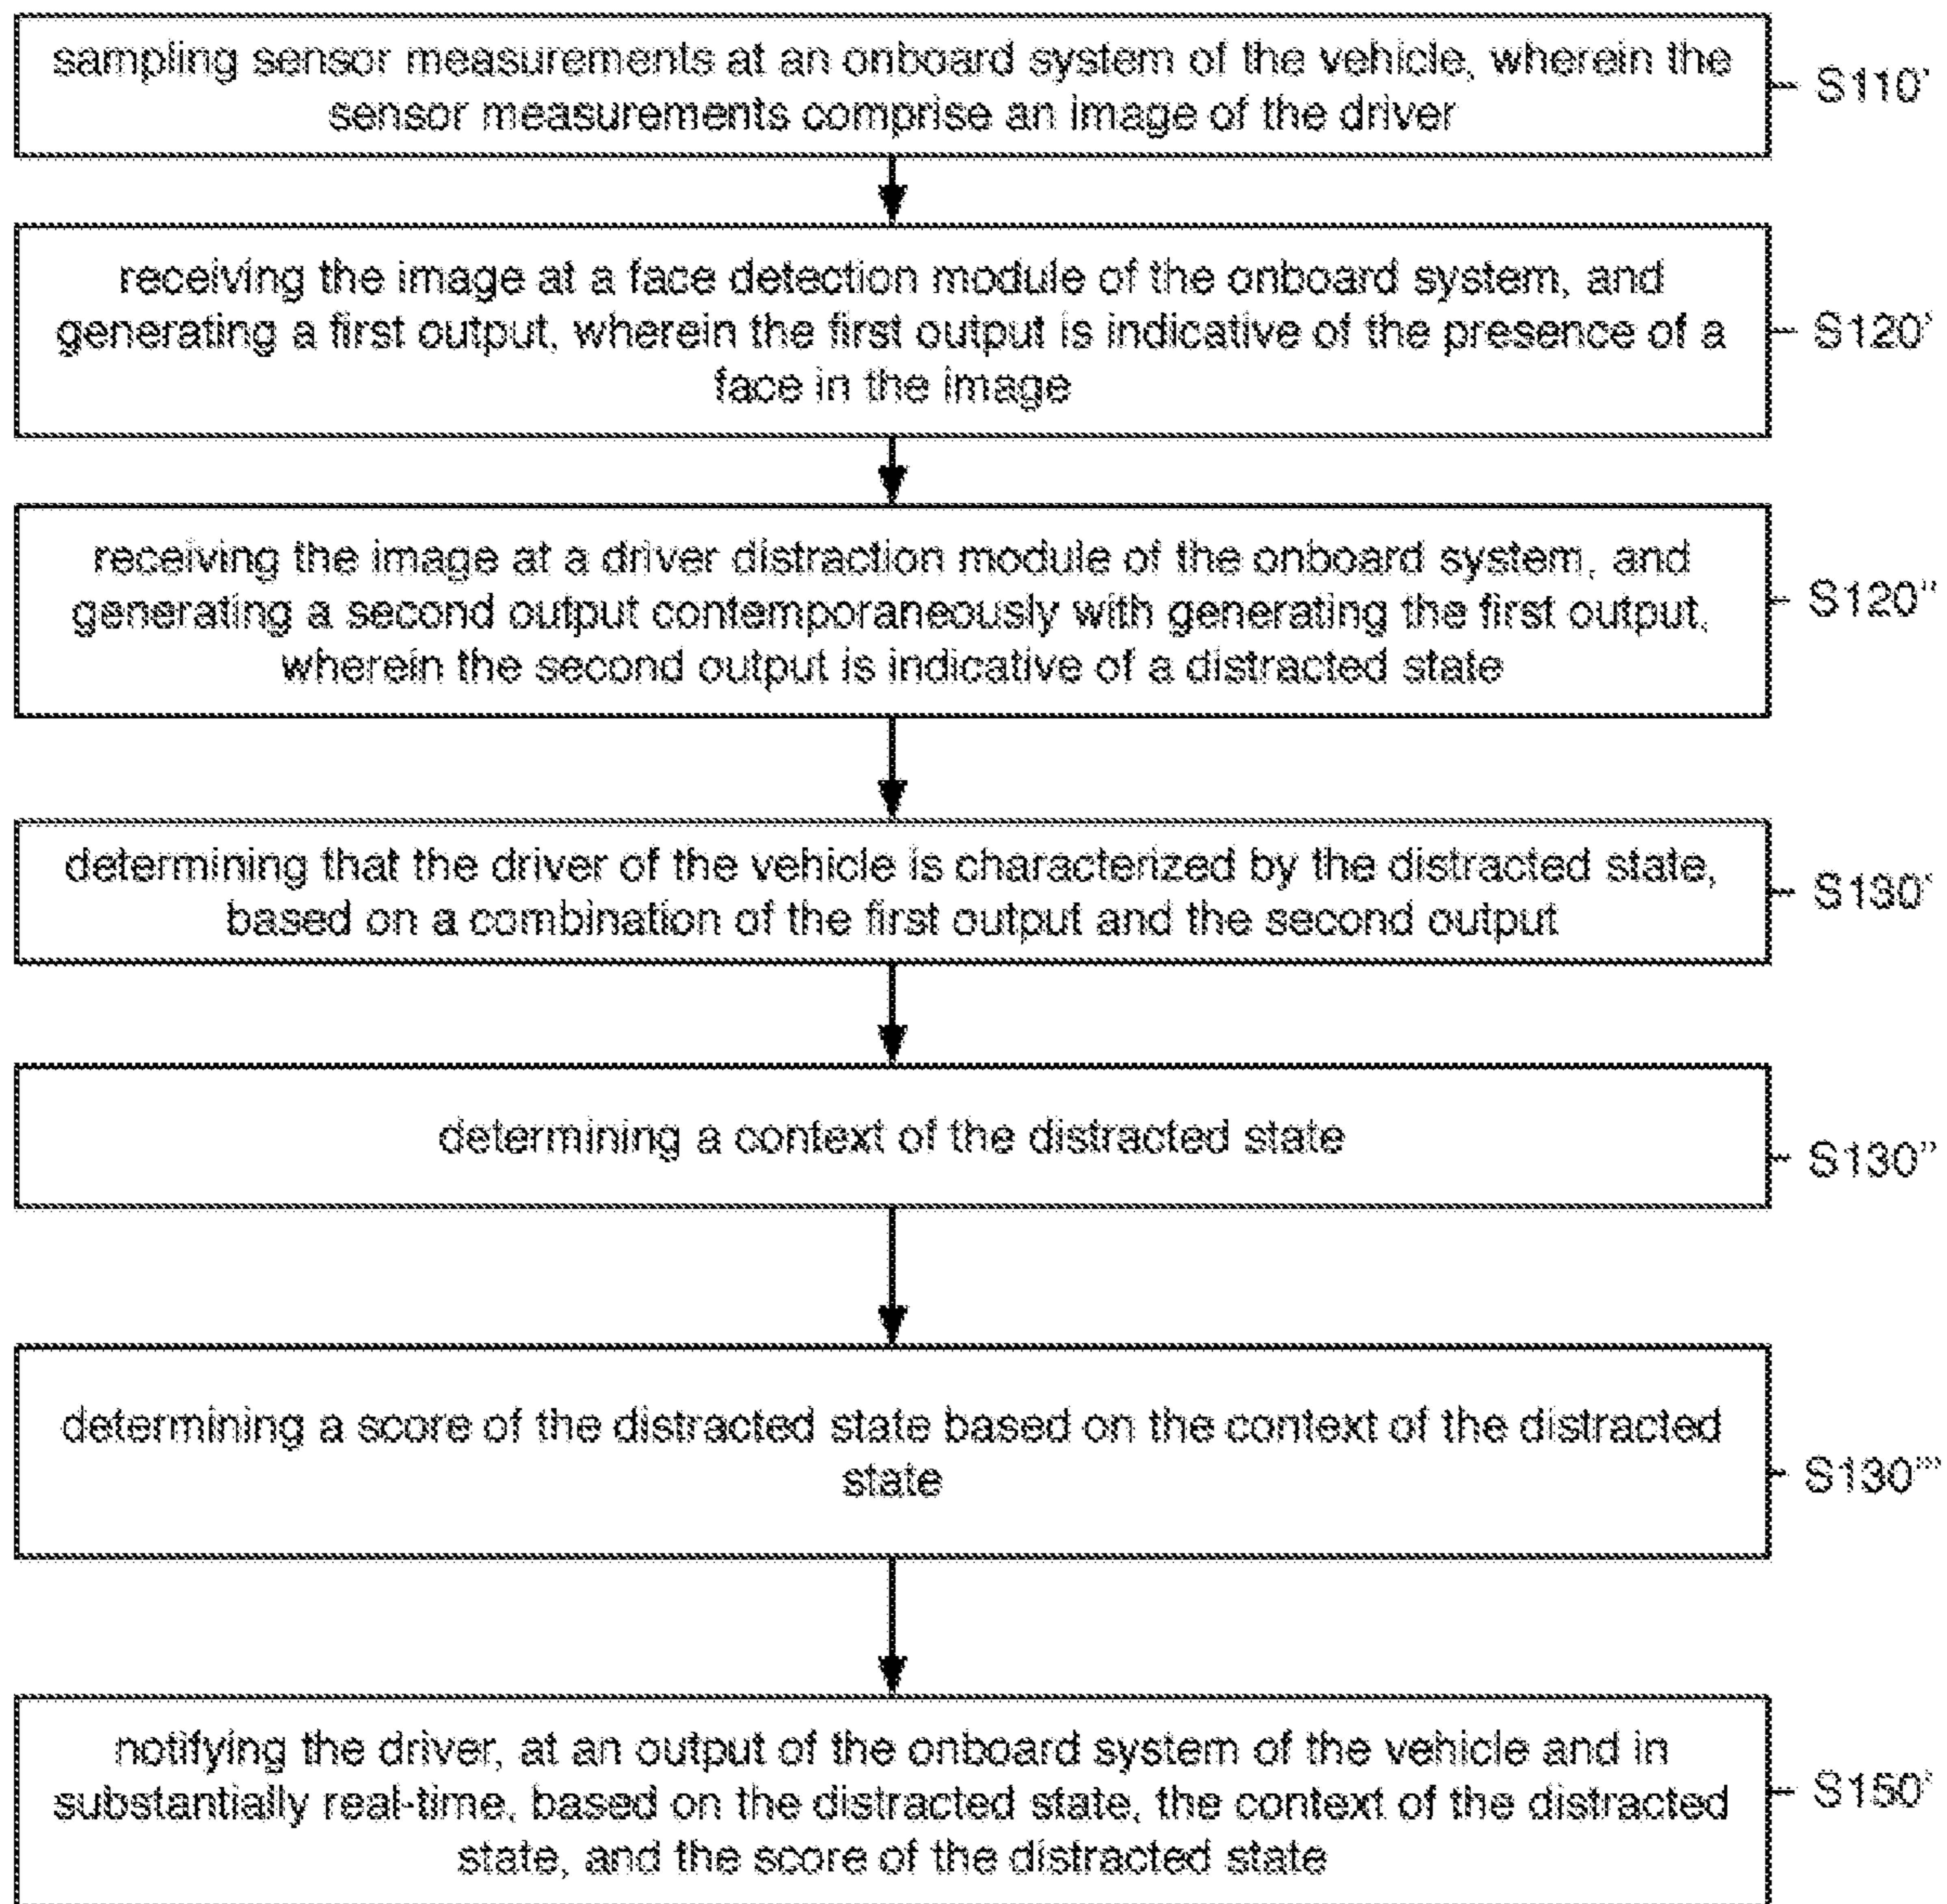 sampling sensor measurements at an onboard system of the vehicle, wherein the
sensor measurements comprise an image of the driver
S110'
receiving the image at a face detection module of the onboard system, and
generating a first output, wherein the first output is indicative of the presence of a
face in the image
S120'
receiving the image at a driver distraction module of the onboard system, and
generating a second output contemporaneously with generating the first output,
wherein the second output is indicative of a distracted state
S120"
determining that the driver of the vehicle is characterized by the distracted state,
based on a combination of the first output and the second output
S130'
determining a context of the distracted state
S130"
determining a score of the distracted state based on the context of the distracted
state
S130'"
notifying the driver, at an output of the onboard system of the vehicle and in
substantially real-time, based on the distracted state, the context of the distracted
state, and the score of the distracted state
S150'